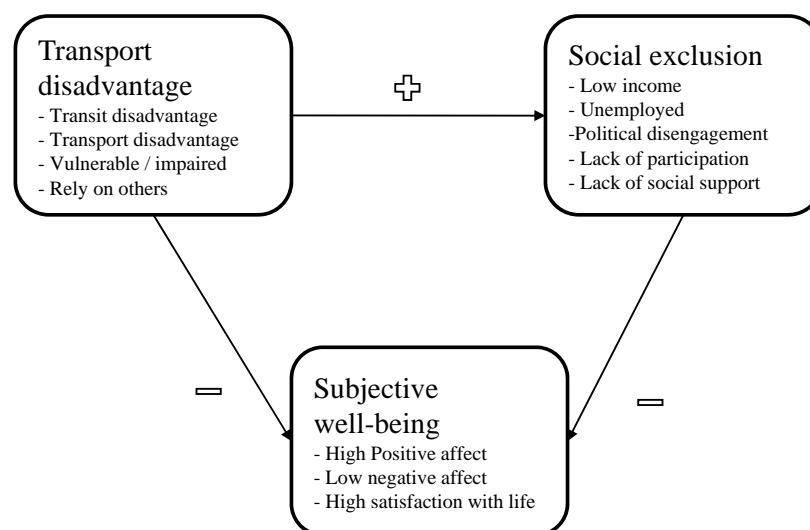 Transport
disadvantage
- Transit disadvantage
- Transport disadvantage
- Vulnerable / impaired
- Rely on others
Social exclusion
- Low income
- Unemployed
-Political disengagement
- Lack of participation
- Lack of social support
Subjective
well-being
- High Positive affect
- Low negative affect
- High satisfaction with life